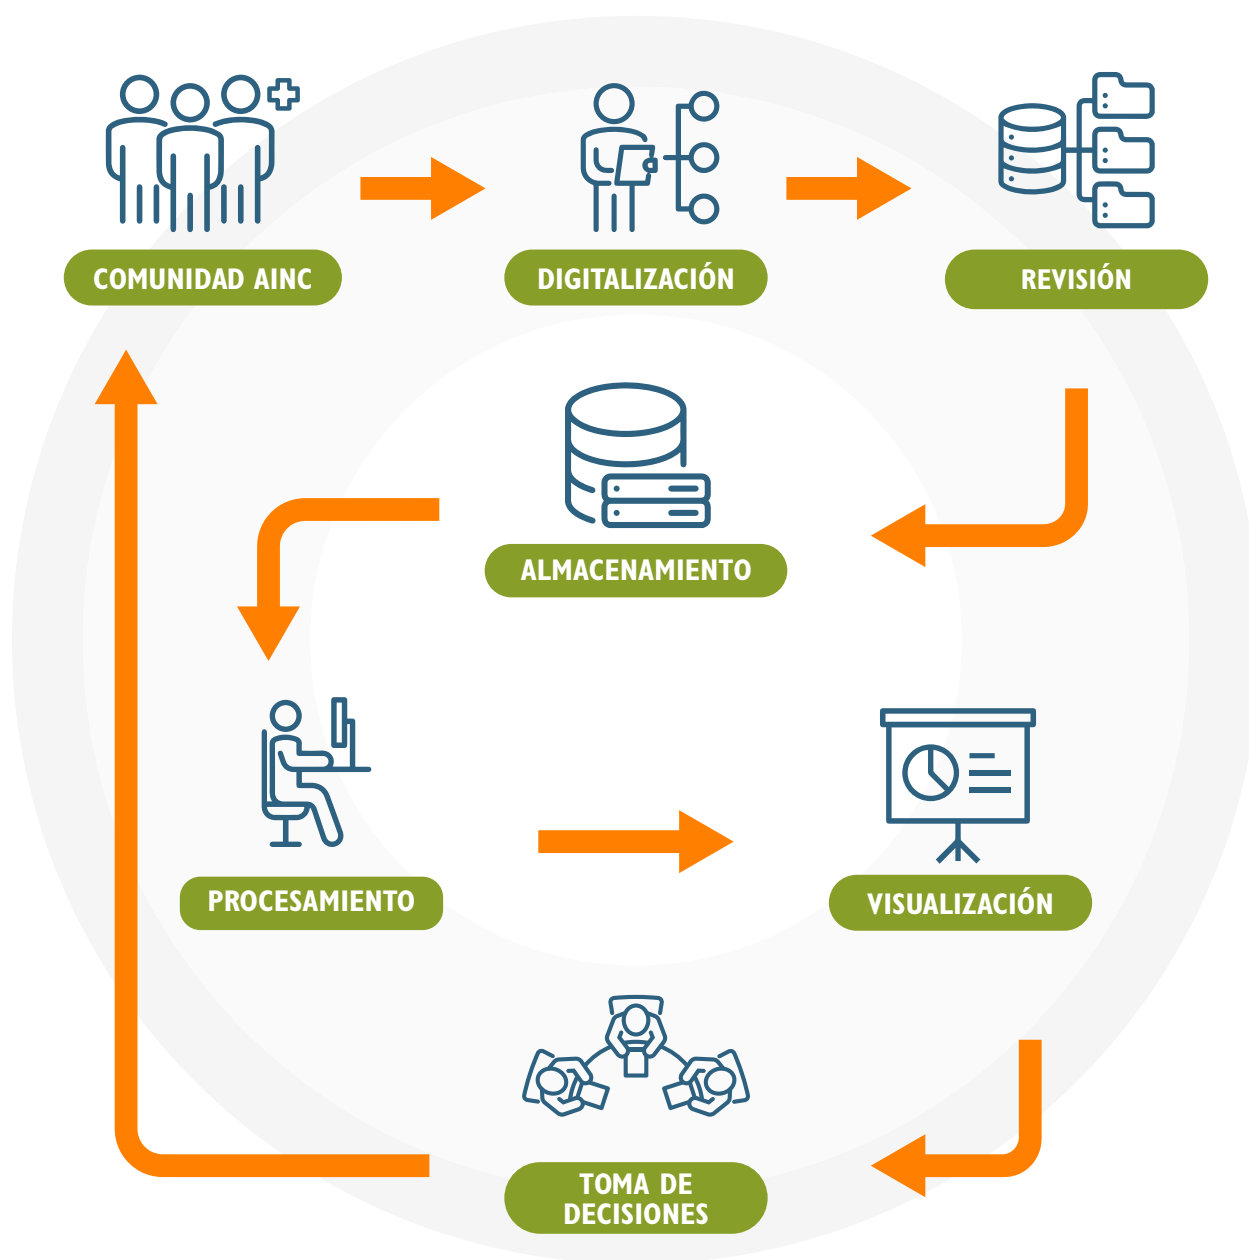 COMUNIDAD AINC
DIGITALIZACIÓN
REVISIÓN
ALMACENAMIENTO
PROCESAMIENTO
VISUALIZACIÓN
TOMA DE
DECISIONES